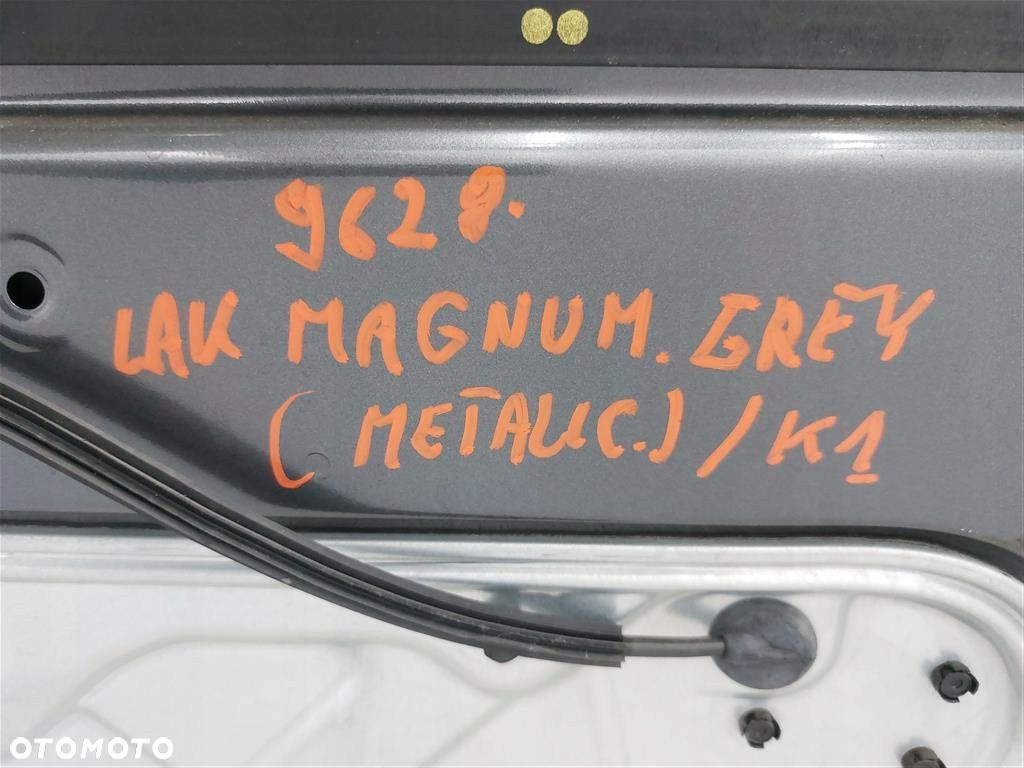 9628.
LAK MAGNUM. GREY
( METALIC.) / K1
OTOMOTO